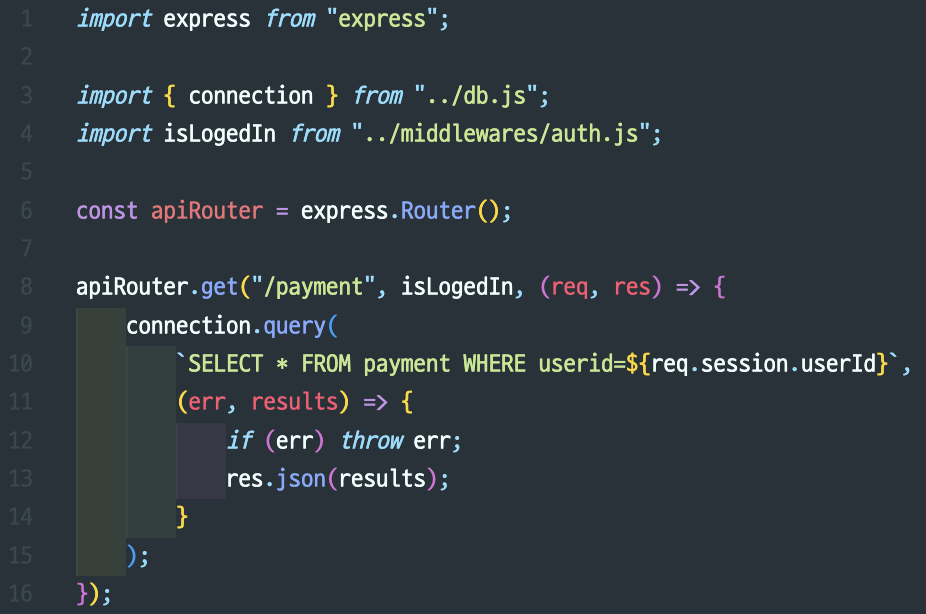 1 import express from "express";
2
3 import { connection } from "../db.js";
4 import isLogedIn from "../middlewares/auth.js";
5
6 const apiRouter = express.Router();
7
8 apiRouter.get("/payment", isLogedIn, (req, res) => {
9 connection.query(
10 `SELECT * FROM payment WHERE userid=${req.session.userId}`,
11 (err, results) => {
12 if (err) throw err;
13 res.json(results);
14 }
15 );
16 });